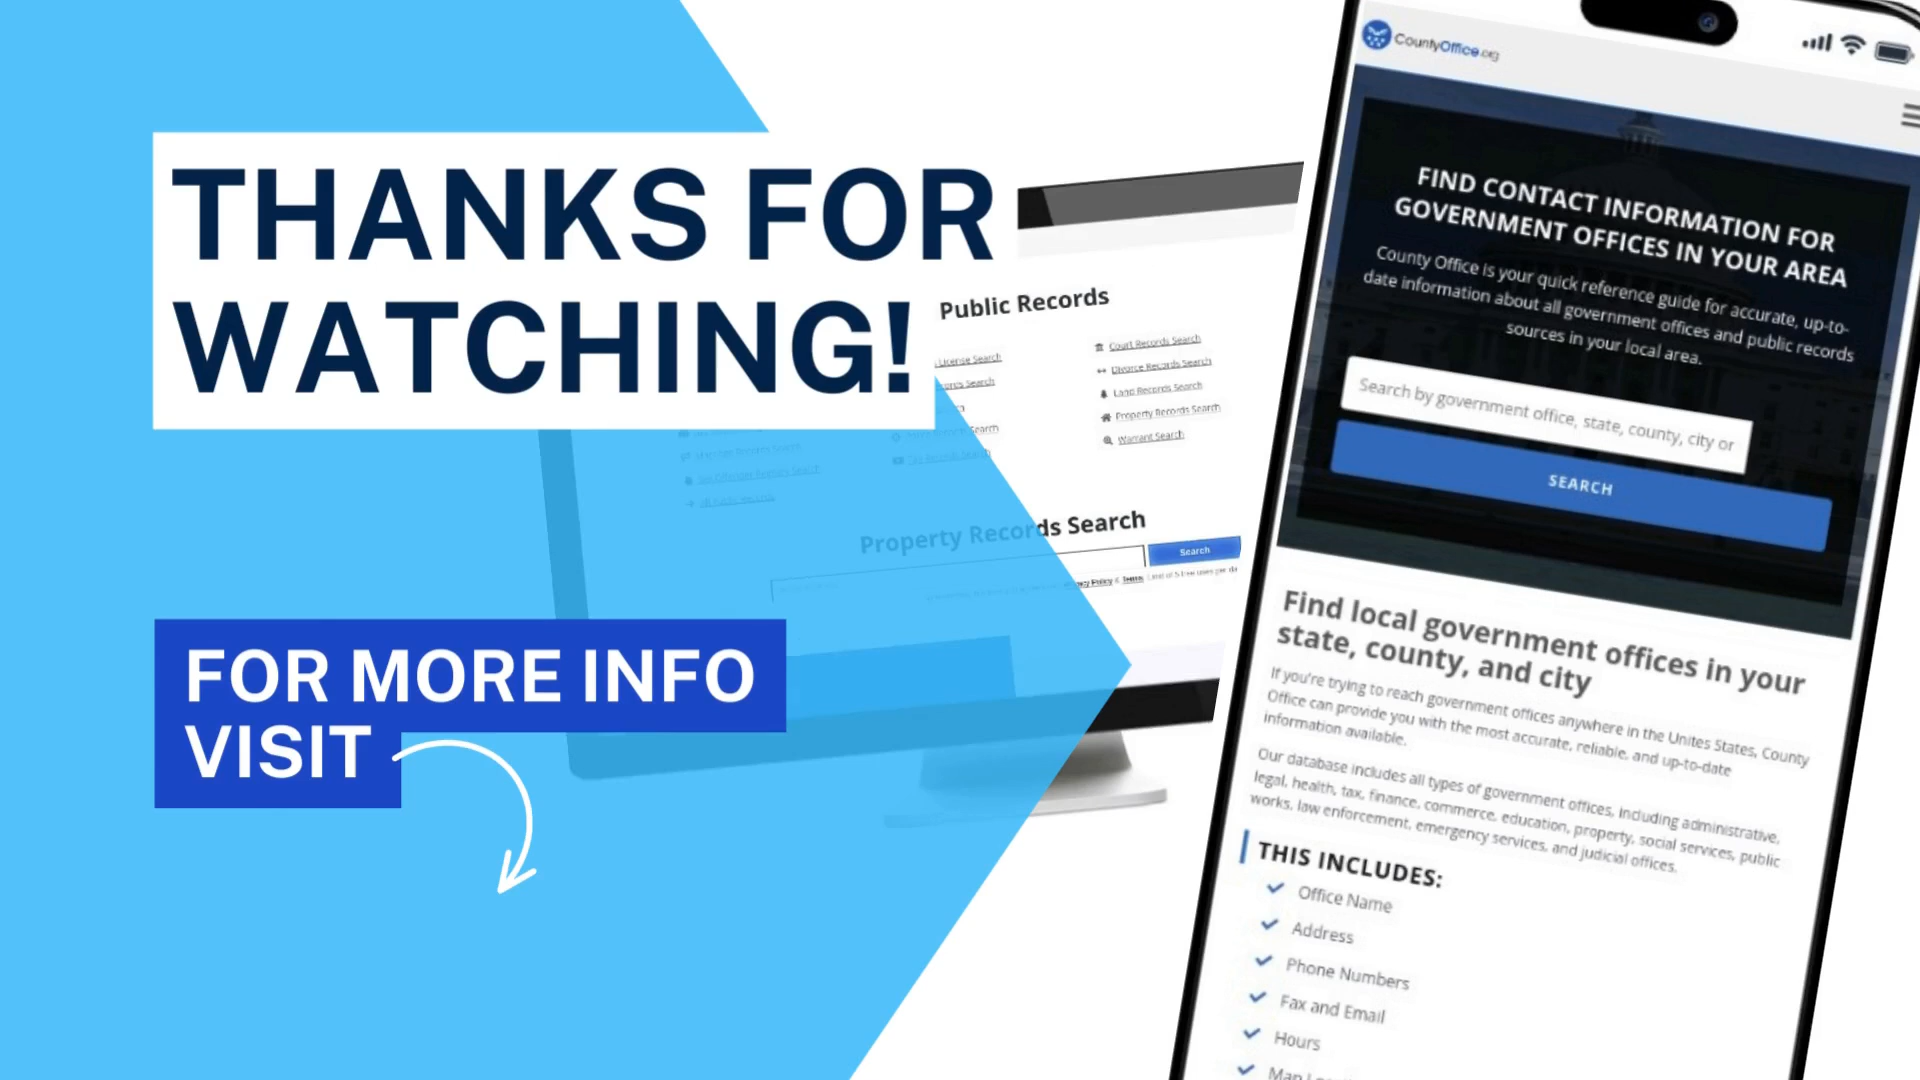 THANKS FOR
WATCHING!
FOR MORE INFO
VISIT
Public Records
License Search
Court Records Search
Divorce Records Search
Land Records Search
Property Records Search
Warrant Search
Property Records Search
Search
CountyOffice.org
FIND CONTACT INFORMATION FOR
GOVERNMENT OFFICES IN YOUR AREA
County Office is your quick reference guide for accurate, up-to-
date information about all government offices and public records
sources in your local area.
Search by government office, state, county, city or
SEARCH
Find local government offices in your
state, county, and city
If you're trying to reach government offices anywhere in the Unites States, County
Office can provide you with the most accurate, reliable, and up-to-date
information available.
Our database includes all types of government offices, including administrative,
legal, health, tax, finance, commerce, education, property, social services, public
works, law enforcement, emergency services, and judicial offices.
THIS INCLUDES:
Office Name
Address
Phone Numbers
Fax and Email
Hours